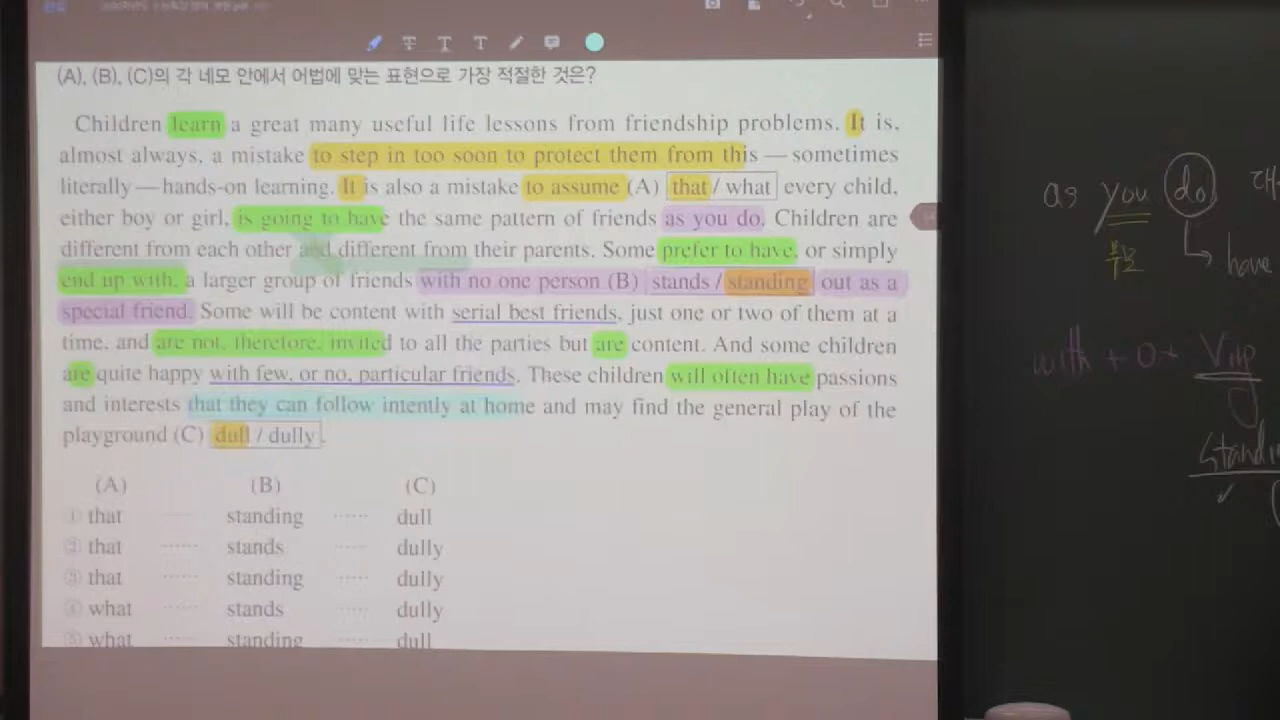 (A), (B), (C)의 각 네모 안에서 어법에 맞는 표현으로 가장 적절한 것은?
Children learn a great many useful life lessons from friendship problems. It is,
almost always, a mistake to step in too soon to protect them from this — sometimes
literally — hands-on learning. It is also a mistake to assume (A) that / what every child,
either boy or girl, is going to have the same pattern of friends as you do. Children are
different from each other and different from their parents. Some prefer to have, or simply
end up with, a larger group of friends with no one person (B) stands / standing out as a
special friend. Some will be content with serial best friends, just one or two of them at a
time, and are not, therefore, invited to all the parties but are content. And some children
are quite happy with few, or no, particular friends. These children will often have passions
and interests that they can follow intently at home and may find the general play of the
playground (C) dull / dully.
(A) (B) (C)
① that ...... standing ...... dull
② that ...... stands ...... dully
③ that ...... standing ...... dully
④ what ...... stands ...... dully
⑤ what ...... standing ...... dull
as you do
부모
have
with + O +
Standi